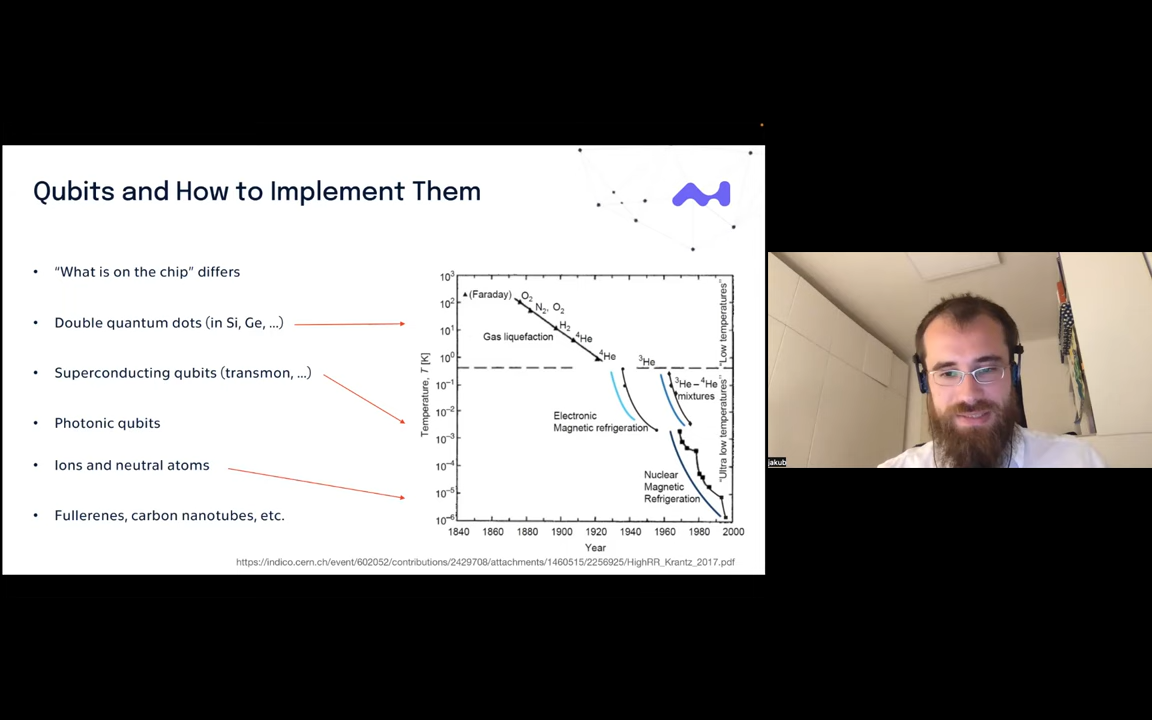 Qubits and How to Implement Them
• “What is on the chip” differs
• Double quantum dots (in Si, Ge, ...)
• Superconducting qubits (transmon, ...)
• Photonic qubits
• Ions and neutral atoms
• Fullerenes, carbon nanotubes, etc.
10³
10²
10¹
10⁰
10⁻¹
10⁻²
10⁻³
10⁻⁴
10⁻⁵
10⁻⁶
Temperature, T [K]
(Faraday)
O₂
N₂, O₂
H₂
⁴He
Gas liquefaction
⁴He
³He
"Low temperatures"
³He – ⁴He
mixtures
Electronic
Magnetic refrigeration
"Ultra low temperatures"
Nuclear
Magnetic
Refrigeration
1840 1860 1880 1900 1920 1940 1960 1980 2000
Year
https://indico.cern.ch/event/602052/contributions/2429708/attachments/1460515/2256925/HighRR_Krantz_2017.pdf
jakub